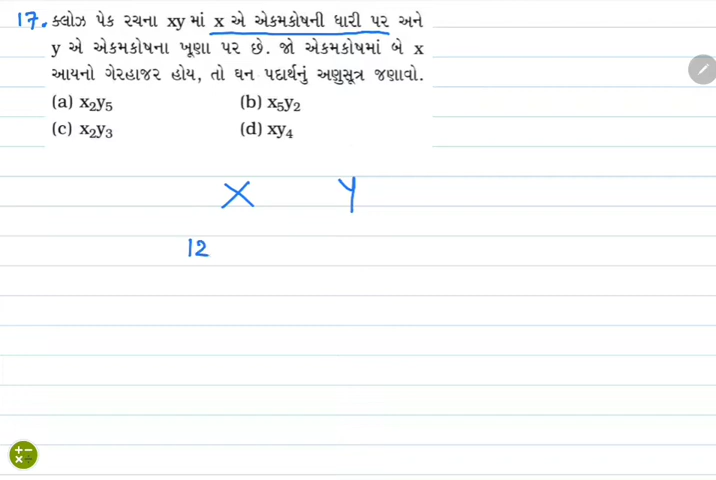 17. ક્લોઝ પેક રચના xy માં x એ એકમકોષની ધારી પર અને
y એ એકમકોષના ખૂણા પર છે. જો એકમકોષમાં બે x
આયનો ગેરહાજર હોય, તો ઘન પદાર્થનું અણુસૂત્ર જણાવો.
(a) x₂y₅ (b) x₅y₂
(c) x₂y₃ (d) xy₄
X Y
12